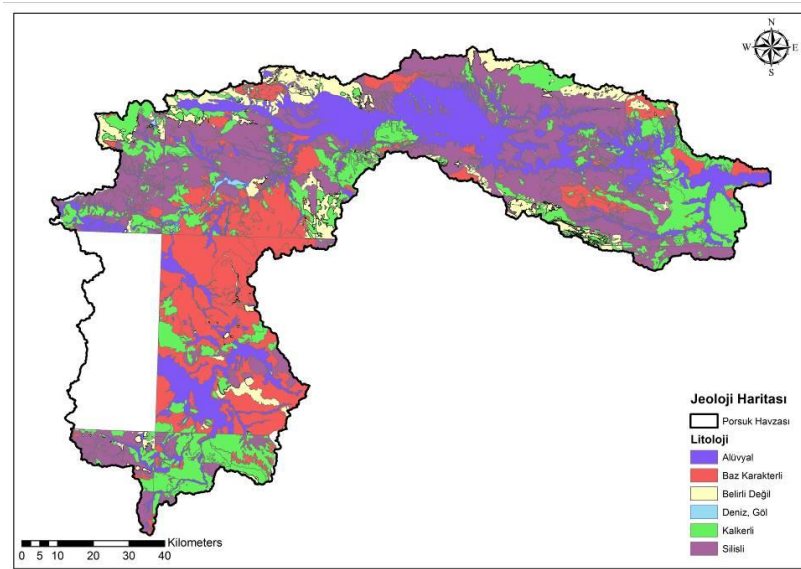 N
W E
S
Jeoloji Haritası
Porsuk Havzası
Litoloji
Alüvyal
Baz Karakterli
Belirli Değil
Deniz, Göl
Kalkerli
Silisli
Kilometers
0 5 10 20 30 40